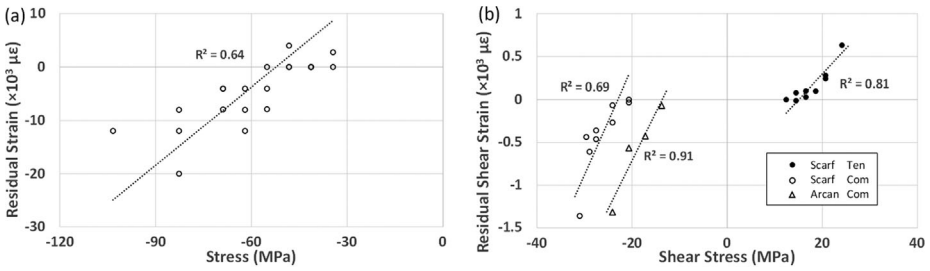 (a)
Residual Strain (×10³ με)
10
0
-10
-20
-30
R² = 0.64
-120
-90
-60
-30
0
Stress (MPa)
(b)
Residual Shear Strain (×10³ με)
1
0.5
0
-0.5
-1
-1.5
R² = 0.69
R² = 0.91
R² = 0.81
Scarf Ten
Scarf Com
Arcan Com
-40
-20
0
20
40
Shear Stress (MPa)